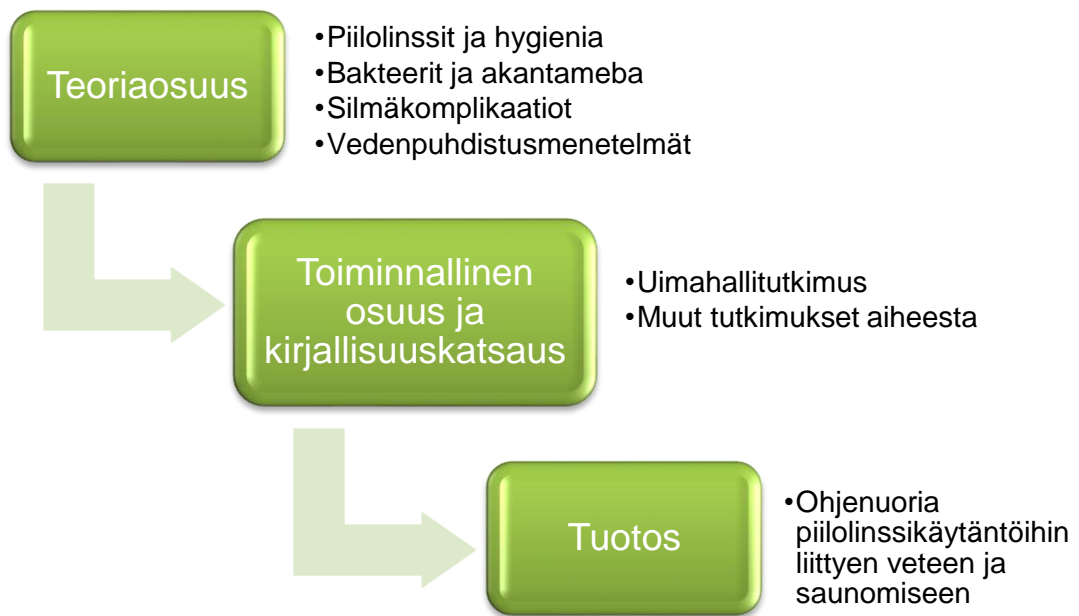 Teoriaosuus
•Piilolinssit ja hygienia
•Bakteerit ja akantameba
•Silmäkomplikaatiot
•Vedenpuhdistusmenetelmät
Toiminnallinen
osuus ja
kirjallisuuskatsaus
•Uimahallitutkimus
•Muut tutkimukset aiheesta
Tuotos
•Ohjenuoria
piilolinssikäytäntöihin
liittyen veteen ja
saunomiseen